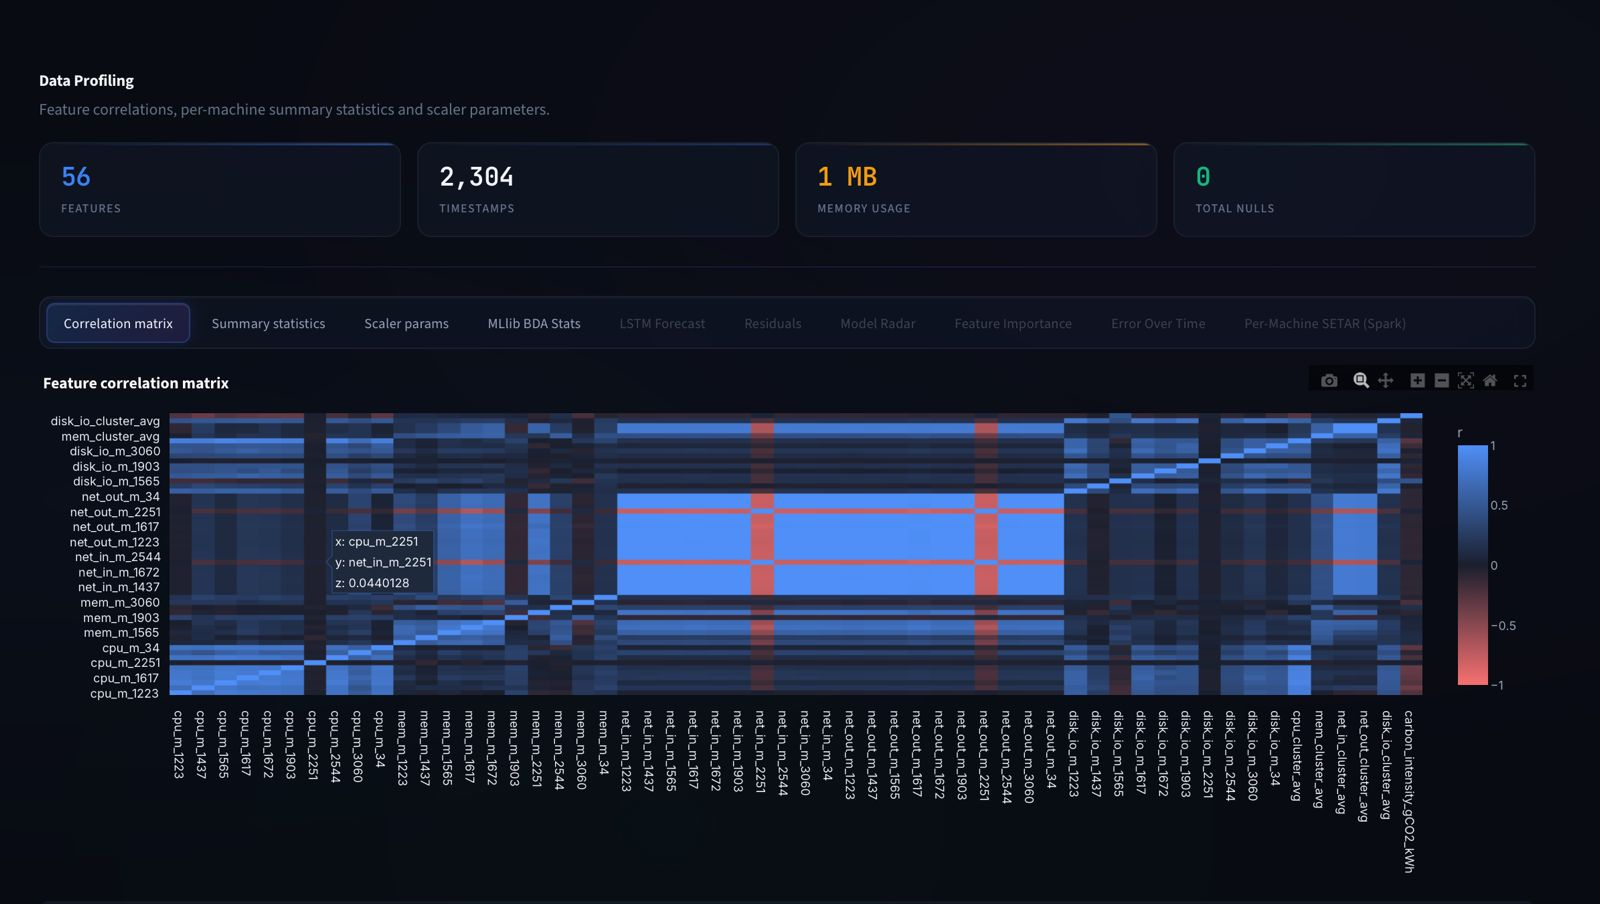 Data Profiling
Feature correlations, per-machine summary statistics and scaler parameters.
56
FEATURES
2,304
TIMESTAMPS
1 MB
MEMORY USAGE
0
TOTAL NULLS
Correlation matrix
Summary statistics
Scaler params
MLlib BDA Stats
LSTM Forecast
Residuals
Model Radar
Feature Importance
Error Over Time
Per-Machine SETAR (Spark)
Feature correlation matrix
disk_io_cluster_avg
mem_cluster_avg
disk_io_m_3060
disk_io_m_1903
disk_io_m_1565
net_out_m_34
net_out_m_2251
net_out_m_1617
net_out_m_1223
net_in_m_2544
net_in_m_1672
net_in_m_1437
mem_m_3060
mem_m_1903
mem_m_1565
cpu_m_34
cpu_m_2251
cpu_m_1617
cpu_m_1223
x: cpu_m_2251
y: net_in_m_2251
z: 0.0440128
r
1
0.5
0
−0.5
−1
cpu_m_1223
cpu_m_1437
cpu_m_1565
cpu_m_1617
cpu_m_1672
cpu_m_1903
cpu_m_2251
cpu_m_2544
cpu_m_3060
cpu_m_34
mem_m_1223
mem_m_1437
mem_m_1565
mem_m_1617
mem_m_1672
mem_m_1903
mem_m_2251
mem_m_2544
mem_m_3060
mem_m_34
net_in_m_1223
net_in_m_1437
net_in_m_1565
net_in_m_1617
net_in_m_1672
net_in_m_1903
net_in_m_2251
net_in_m_2544
net_in_m_3060
net_in_m_34
net_out_m_1223
net_out_m_1437
net_out_m_1565
net_out_m_1617
net_out_m_1672
net_out_m_1903
net_out_m_2251
net_out_m_2544
net_out_m_3060
net_out_m_34
disk_io_m_1223
disk_io_m_1437
disk_io_m_1565
disk_io_m_1617
disk_io_m_1672
disk_io_m_1903
disk_io_m_2251
disk_io_m_2544
disk_io_m_3060
disk_io_m_34
cpu_cluster_avg
mem_cluster_avg
net_in_cluster_avg
net_out_cluster_avg
disk_io_cluster_avg
carbon_intensity_gCO2_kWh